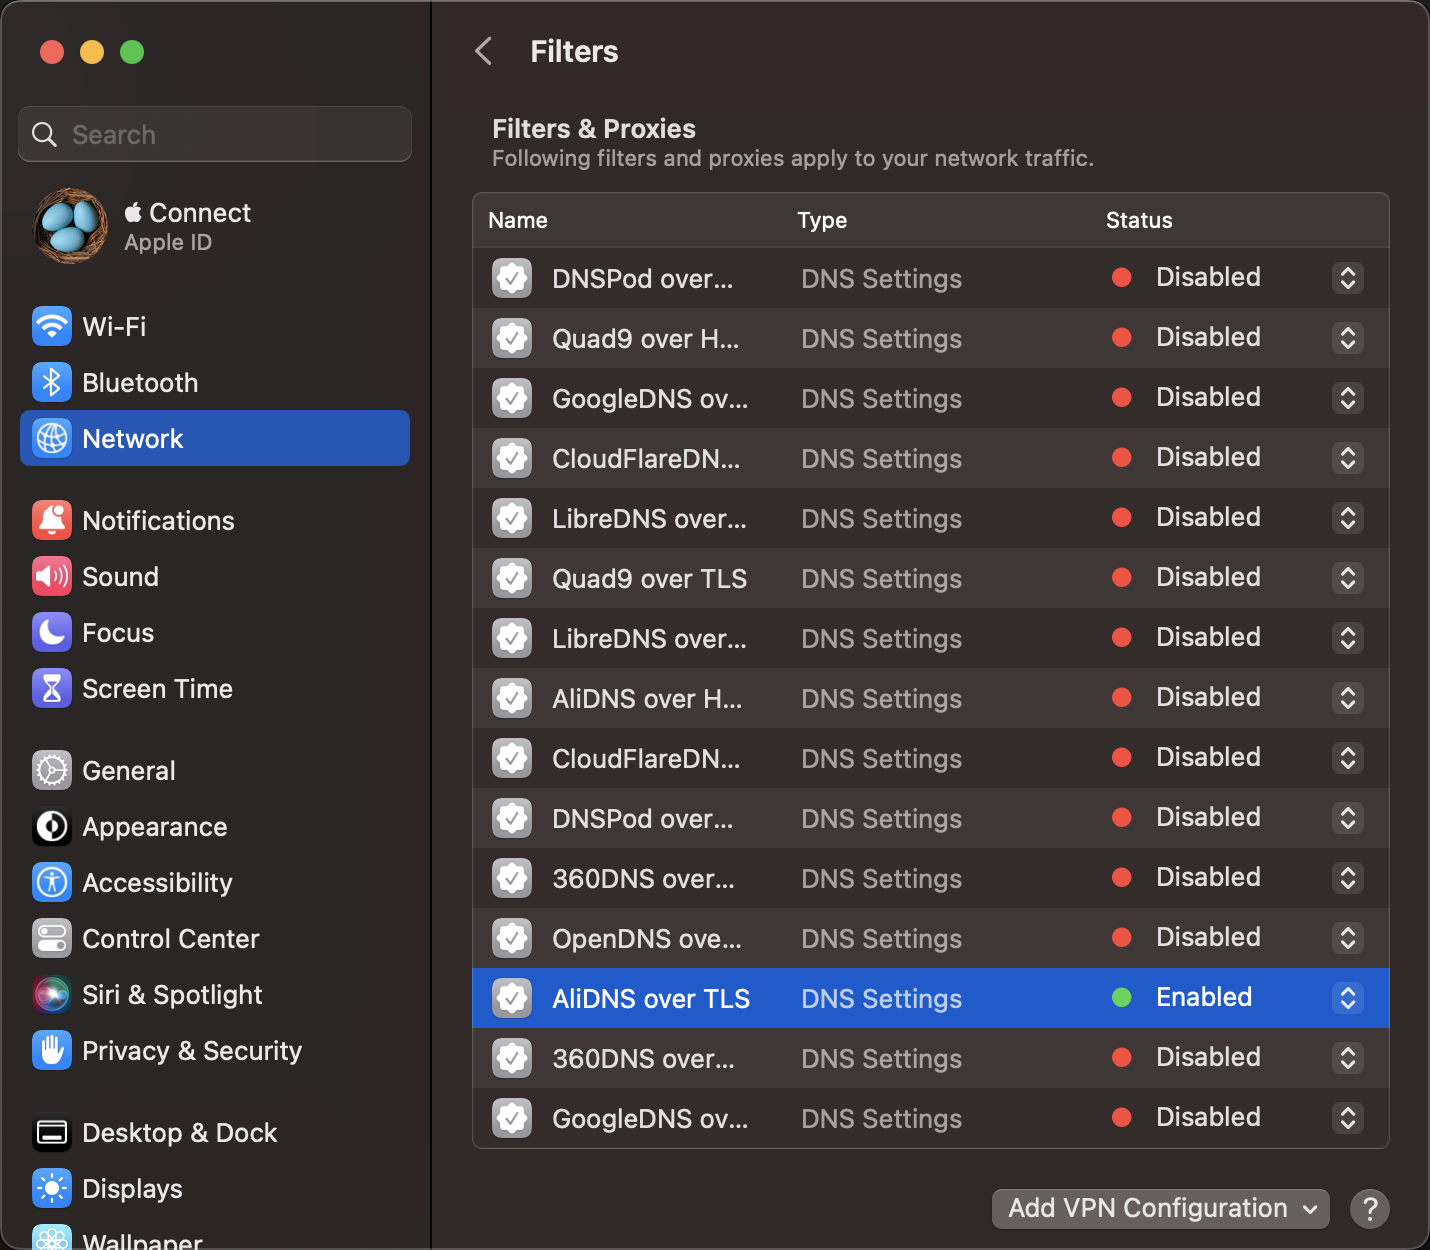 Search
Connect
Apple ID
Wi-Fi
Bluetooth
Network
Notifications
Sound
Focus
Screen Time
General
Appearance
Accessibility
Control Center
Siri & Spotlight
Privacy & Security
Desktop & Dock
Displays
Wallpaper
Filters
Filters & Proxies
Following filters and proxies apply to your network traffic.
Name Type Status
DNSPod over... DNS Settings Disabled
Quad9 over H... DNS Settings Disabled
GoogleDNS ov... DNS Settings Disabled
CloudFlareDN... DNS Settings Disabled
LibreDNS over... DNS Settings Disabled
Quad9 over TLS DNS Settings Disabled
LibreDNS over... DNS Settings Disabled
AliDNS over H... DNS Settings Disabled
CloudFlareDN... DNS Settings Disabled
DNSPod over... DNS Settings Disabled
360DNS over... DNS Settings Disabled
OpenDNS ove... DNS Settings Disabled
AliDNS over TLS DNS Settings Enabled
360DNS over... DNS Settings Disabled
GoogleDNS ov... DNS Settings Disabled
Add VPN Configuration ?